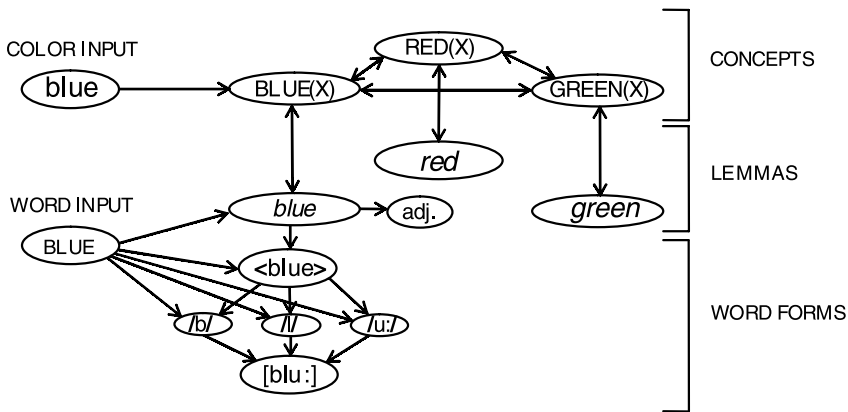 COLOR INPUT
blue
BLUE(X)
RED(X)
GREEN(X)
CONCEPTS
red
LEMMAS
WORD INPUT
blue
adj.
green
BLUE
<blue>
/b/
/l/
/u:/
WORD FORMS
[blu:]